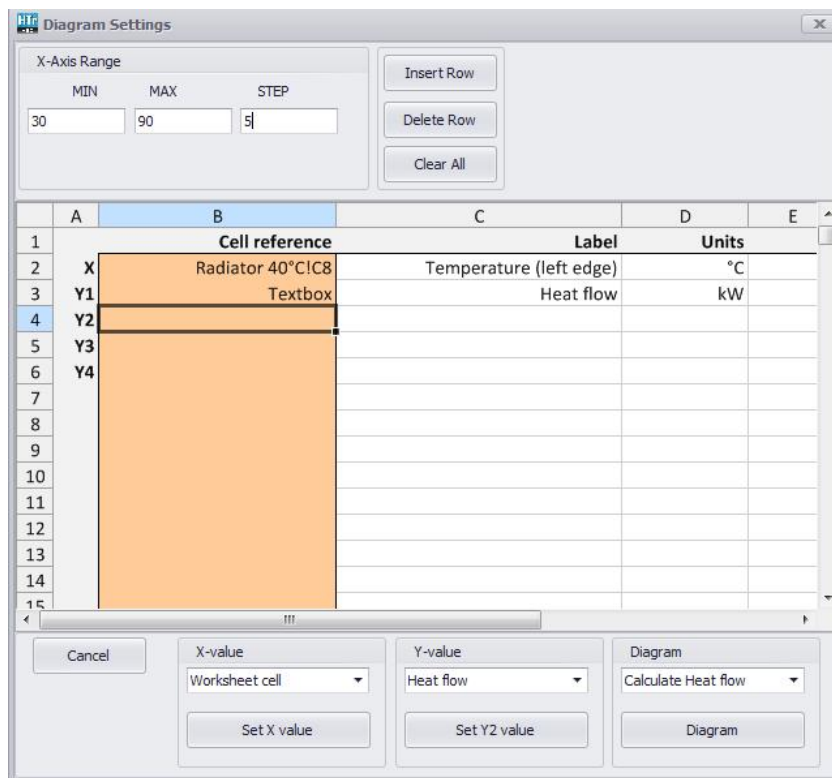 HTr Diagram Settings
X-Axis Range
MIN MAX STEP
30 90 5
Insert Row
Delete Row
Clear All
A B C D E
1 Cell reference Label Units
2 X Radiator 40°C!C8 Temperature (left edge) °C
3 Y1 Textbox Heat flow kW
4 Y2
5 Y3
6 Y4
7
8
9
10
11
12
13
14
15
Cancel
X-value
Worksheet cell
Set X value
Y-value
Heat flow
Set Y2 value
Diagram
Calculate Heat flow
Diagram